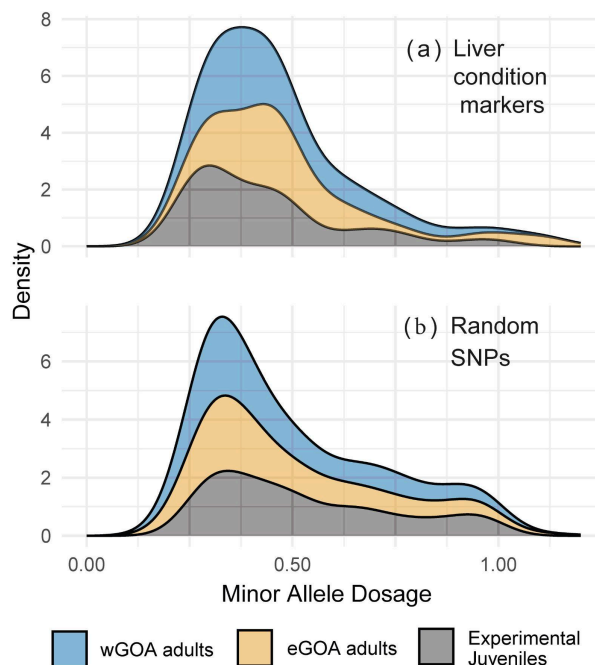 8
6
4
2
0
(a) Liver
condition
markers
Density
6
4
2
0
(b) Random
SNPs
0.00 0.50 1.00
Minor Allele Dosage
wGOA adults eGOA adults Experimental
Juveniles